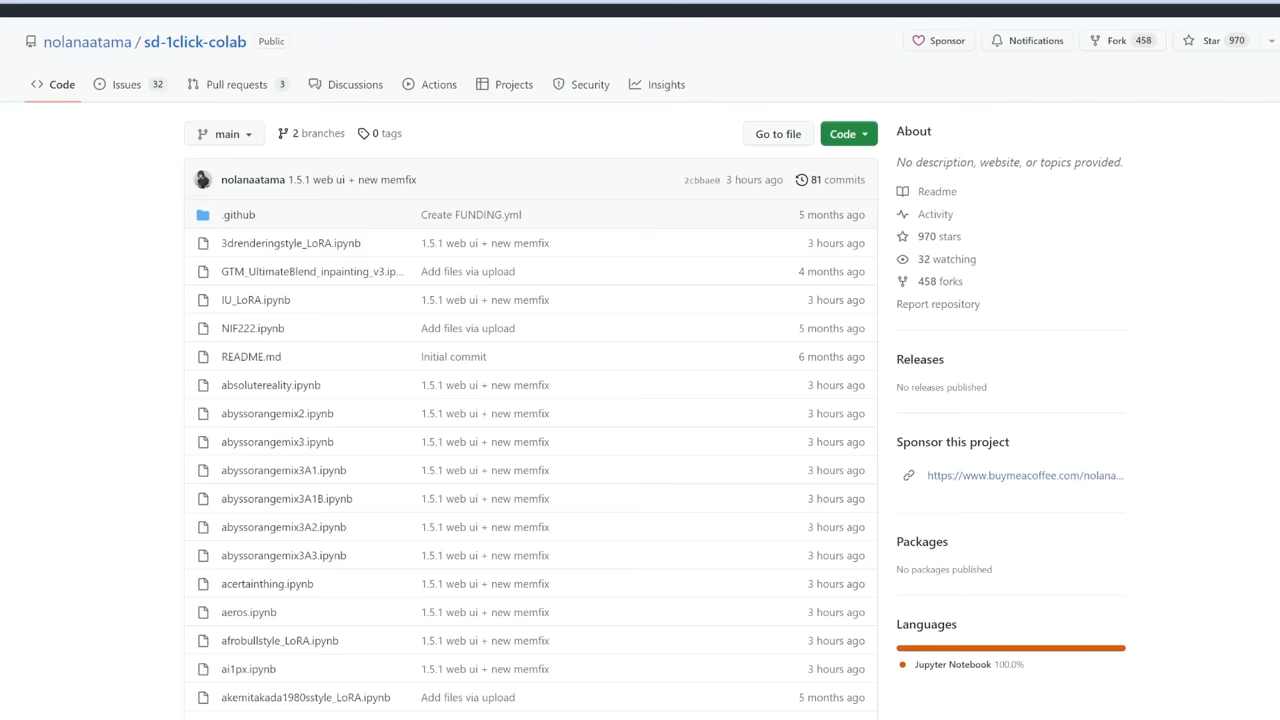 nolanaatama / sd-1click-colab Public
Sponsor Notifications Fork 458 Star 970
Code Issues 32 Pull requests 3 Discussions Actions Projects Security Insights
main 2 branches 0 tags Go to file Code
nolanaatama 1.5.1 web ui + new memfix 2cbbae0 3 hours ago 81 commits
.github Create FUNDING.yml 5 months ago
3drenderingstyle_LoRA.ipynb 1.5.1 web ui + new memfix 3 hours ago
GTM_UltimateBlend_inpainting_v3.ip... Add files via upload 4 months ago
IU_LoRA.ipynb 1.5.1 web ui + new memfix 3 hours ago
NIF222.ipynb Add files via upload 5 months ago
README.md Initial commit 6 months ago
absolutereality.ipynb 1.5.1 web ui + new memfix 3 hours ago
abyssorangemix2.ipynb 1.5.1 web ui + new memfix 3 hours ago
abyssorangemix3.ipynb 1.5.1 web ui + new memfix 3 hours ago
abyssorangemix3A1.ipynb 1.5.1 web ui + new memfix 3 hours ago
abyssorangemix3A1B.ipynb 1.5.1 web ui + new memfix 3 hours ago
abyssorangemix3A2.ipynb 1.5.1 web ui + new memfix 3 hours ago
abyssorangemix3A3.ipynb 1.5.1 web ui + new memfix 3 hours ago
acertainthing.ipynb 1.5.1 web ui + new memfix 3 hours ago
aeros.ipynb 1.5.1 web ui + new memfix 3 hours ago
afrobullstyle_LoRA.ipynb 1.5.1 web ui + new memfix 3 hours ago
ai1px.ipynb 1.5.1 web ui + new memfix 3 hours ago
akemitakada1980sstyle_LoRA.ipynb Add files via upload 5 months ago
About
No description, website, or topics provided.
Readme
Activity
970 stars
32 watching
458 forks
Report repository
Releases
No releases published
Sponsor this project
https://www.buymeacoffee.com/nolana...
Packages
No packages published
Languages
Jupyter Notebook 100.0%